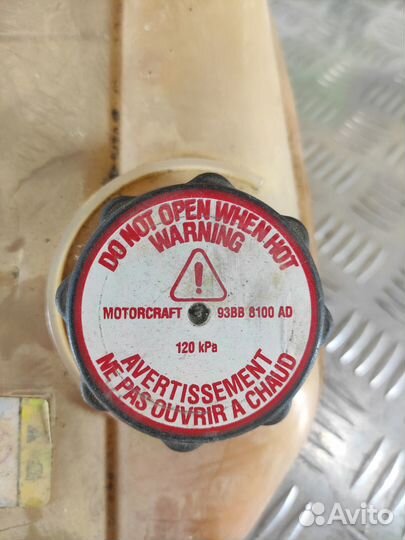 DO NOT OPEN WHEN HOT
WARNING
!
MOTORCRAFT 93BB 8100 AD
120 kPa
AVERTISSEMENT
NE PAS OUVRIR A CHAUD
Avito